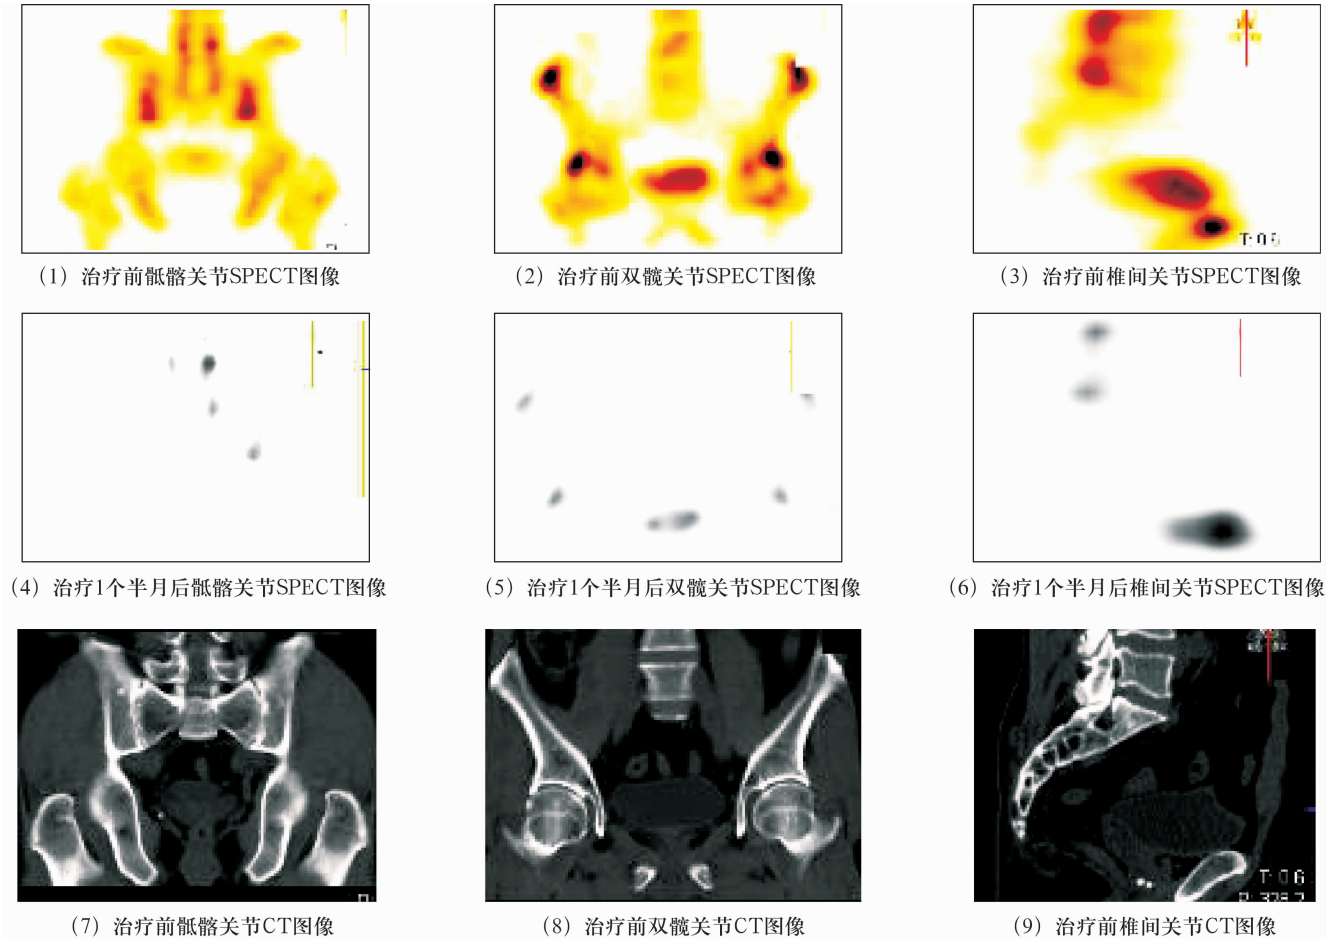 T:0
（1）治疗前骶髂关节SPECT图像
（2）治疗前双髋关节SPECT图像
（3）治疗前椎间关节SPECT图像
（4）治疗1个半月后骶髂关节SPECT图像
（5）治疗1个半月后双髋关节SPECT图像
（6）治疗1个半月后椎间关节SPECT图像
T:06
（7）治疗前骶髂关节CT图像
（8）治疗前双髋关节CT图像
（9）治疗前椎间关节CT图像